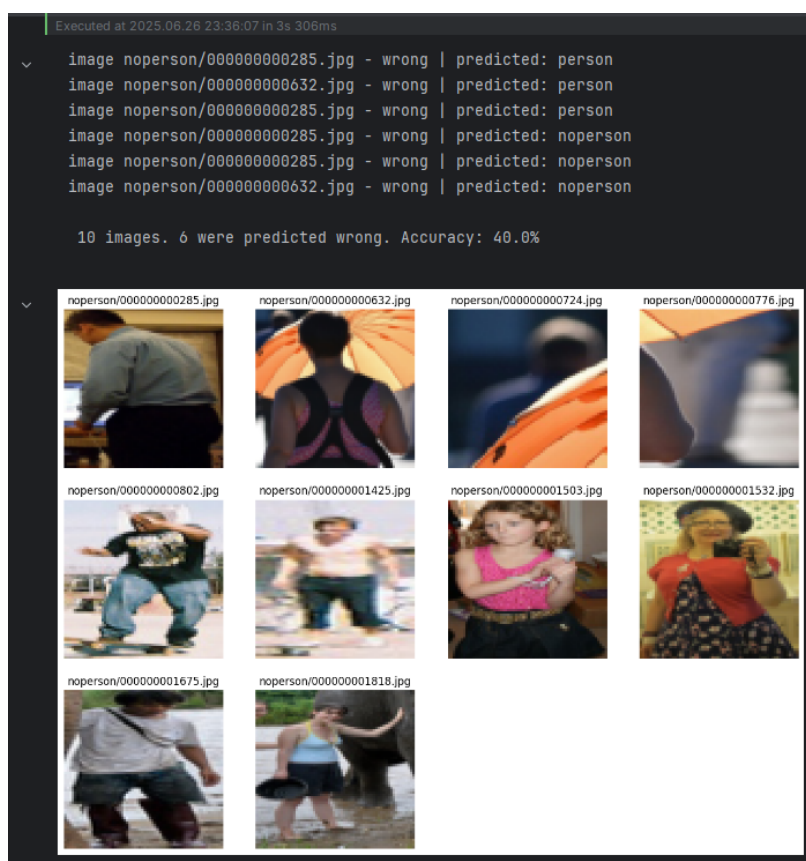 Executed at 2025.06.26 23:36:07 in 3s 306ms
image noperson/000000000285.jpg - wrong | predicted: person
image noperson/000000000632.jpg - wrong | predicted: person
image noperson/000000000285.jpg - wrong | predicted: person
image noperson/000000000285.jpg - wrong | predicted: noperson
image noperson/000000000285.jpg - wrong | predicted: noperson
image noperson/000000000632.jpg - wrong | predicted: noperson
10 images. 6 were predicted wrong. Accuracy: 40.0%
noperson/000000000285.jpg noperson/000000000632.jpg noperson/000000000724.jpg noperson/000000000776.jpg
noperson/000000000802.jpg noperson/000000001425.jpg noperson/000000001503.jpg noperson/000000001532.jpg
noperson/000000001675.jpg noperson/000000001818.jpg